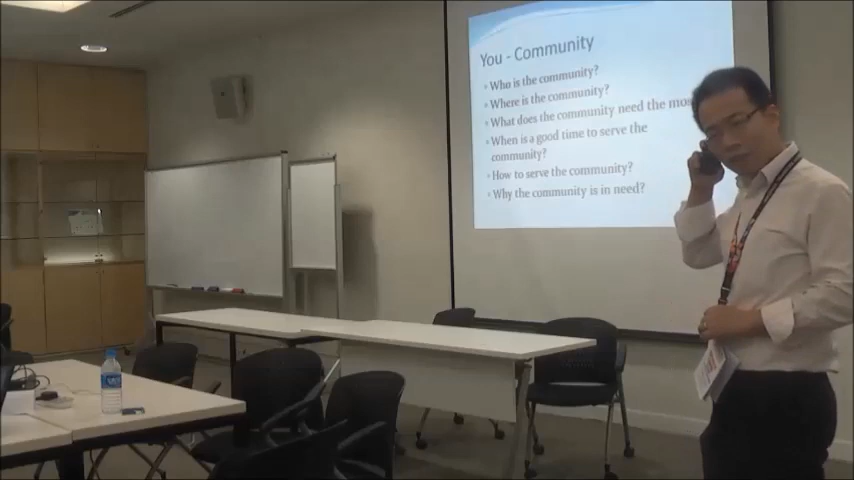 You - Community
Who is the community?
Where is the community?
What does the community need the mos
When is a good time to serve the
community?
How to serve the community?
Why the community is in need?